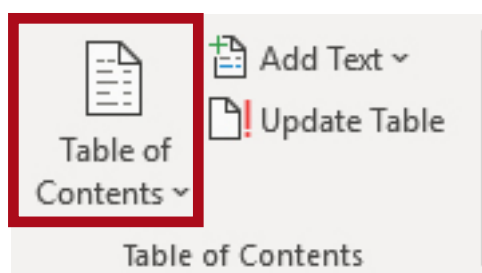 Table of
Contents
Add Text
Update Table
Table of Contents